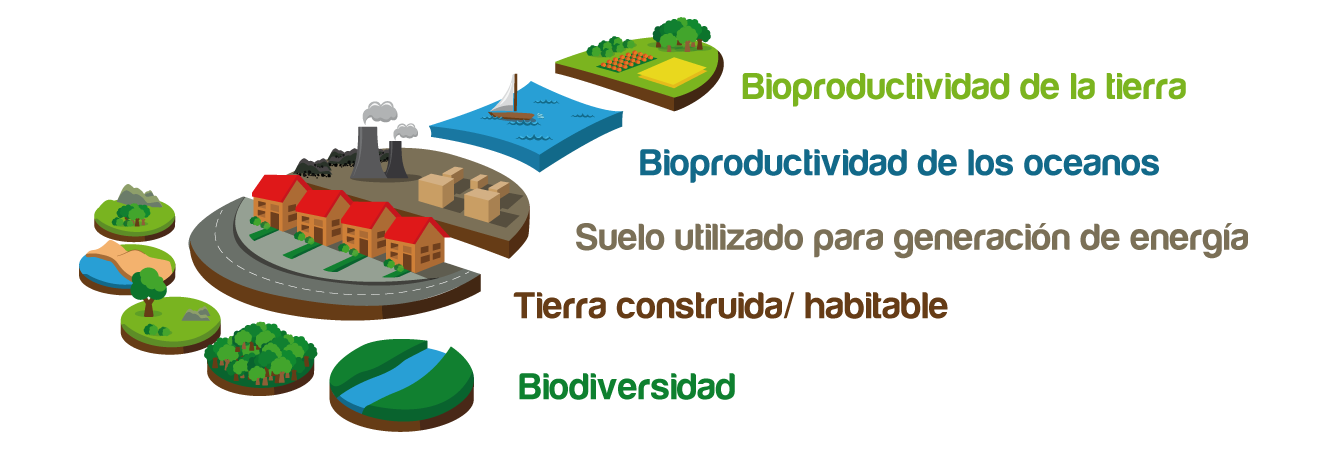 Bioproductividad de la tierra
Bioproductividad de los oceanos
Suelo utilizado para generación de energía
Tierra construida/ habitable
Biodiversidad